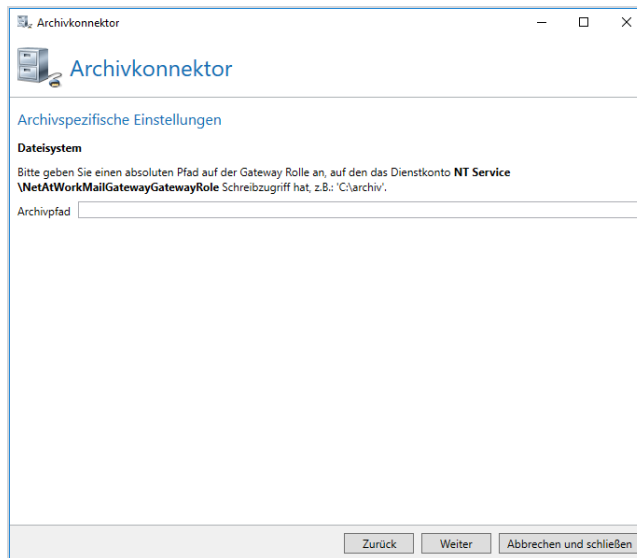 Archivkonnektor
Archivkonnektor
Archivspezifische Einstellungen
Dateisystem
Bitte geben Sie einen absoluten Pfad auf der Gateway Rolle an, auf den das Dienstkonto NT Service
\NetAtWorkMailGatewayGatewayRole Schreibzugriff hat, z.B.: 'C:\archiv'.
Archivpfad
Zurück Weiter Abbrechen und schließen